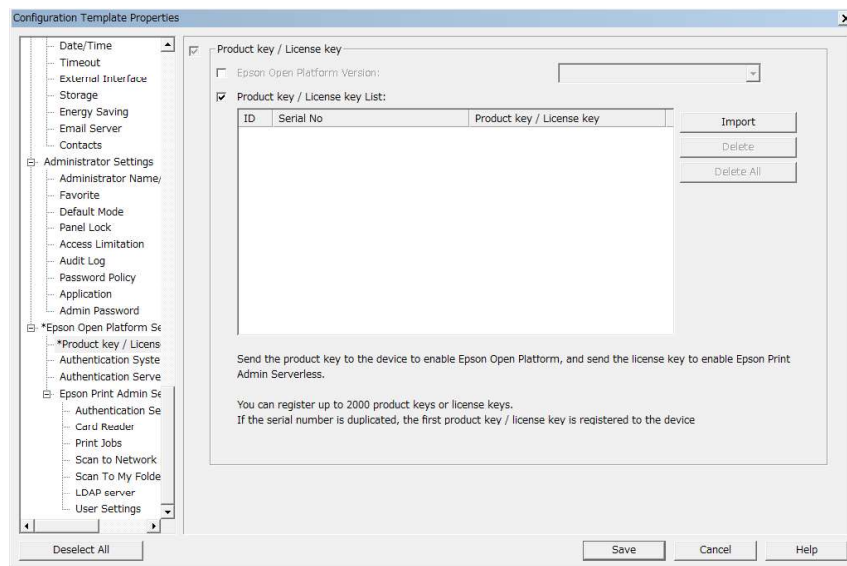 Configuration Template Properties
Date/Time
Timeout
External Interface
Storage
Energy Saving
Email Server
Contacts
Administrator Settings
Administrator Name/
Favorite
Default Mode
Panel Lock
Access Limitation
Audit Log
Password Policy
Application
Admin Password
*Epson Open Platform Se
*Product key / Licens
Authentication Syste
Authentication Serve
Epson Print Admin Se
Authentication Se
Card Reader
Print Jobs
Scan to Network
Scan To My Folde
LDAP server
User Settings
Deselect All
Product key / License key
Epson Open Platform Version:
Product key / License key List:
ID Serial No Product key / License key
Import
Delete
Delete All
Send the product key to the device to enable Epson Open Platform, and send the license key to enable Epson Print
Admin Serverless.
You can register up to 2000 product keys or license keys.
If the serial number is duplicated, the first product key / license key is registered to the device
Save Cancel Help